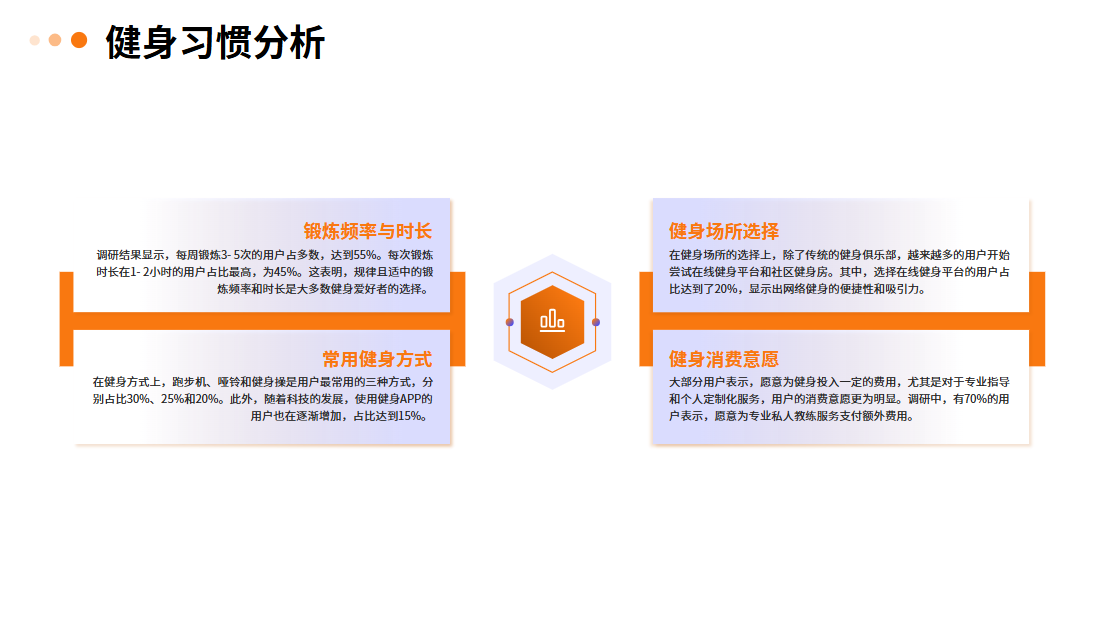 健身习惯分析
锻炼频率与时长
调研结果显示，每周锻炼3- 5次的用户占多数，达到55%。每次锻炼
时长在1- 2小时的用户占比最高，为45%。这表明，规律且适中的锻
炼频率和时长是大多数健身爱好者的选择。
常用健身方式
在健身方式上，跑步机、哑铃和健身操是用户最常用的三种方式，分
别占比30%、25%和20%。此外，随着科技的发展，使用健身APP的
用户也在逐渐增加，占比达到15%。
健身场所选择
在健身场所的选择上，除了传统的健身俱乐部，越来越多的用户开始
尝试在线健身平台和社区健身房。其中，选择在线健身平台的用户占
比达到了20%，显示出网络健身的便捷性和吸引力。
健身消费意愿
大部分用户表示，愿意为健身投入一定的费用，尤其是对于专业指导
和个人定制化服务，用户的消费意愿更为明显。调研中，有70%的用
户表示，愿意为专业私人教练服务支付额外费用。